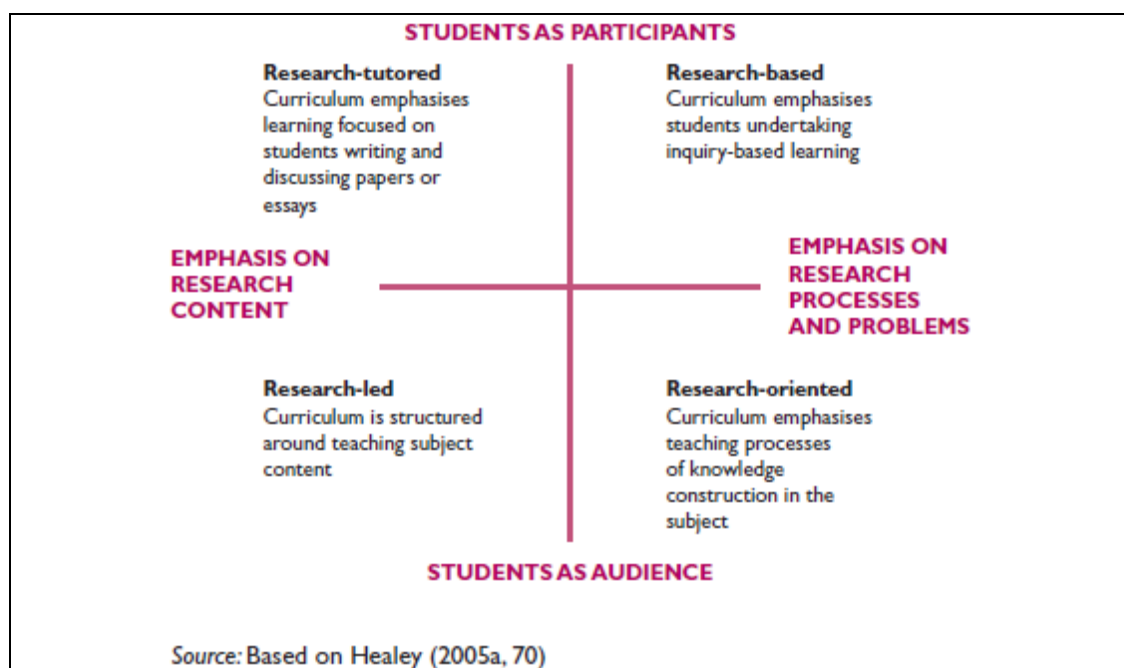 STUDENTS AS PARTICIPANTS
Research-tutored
Curriculum emphasises
learning focused on
students writing and
discussing papers or
essays
Research-based
Curriculum emphasises
students undertaking
inquiry-based learning
EMPHASIS ON
RESEARCH
CONTENT
EMPHASIS ON
RESEARCH
PROCESSES
AND PROBLEMS
Research-led
Curriculum is structured
around teaching subject
content
Research-oriented
Curriculum emphasises
teaching processes
of knowledge
construction in the
subject
STUDENTS AS AUDIENCE
Source: Based on Healey (2005a, 70)